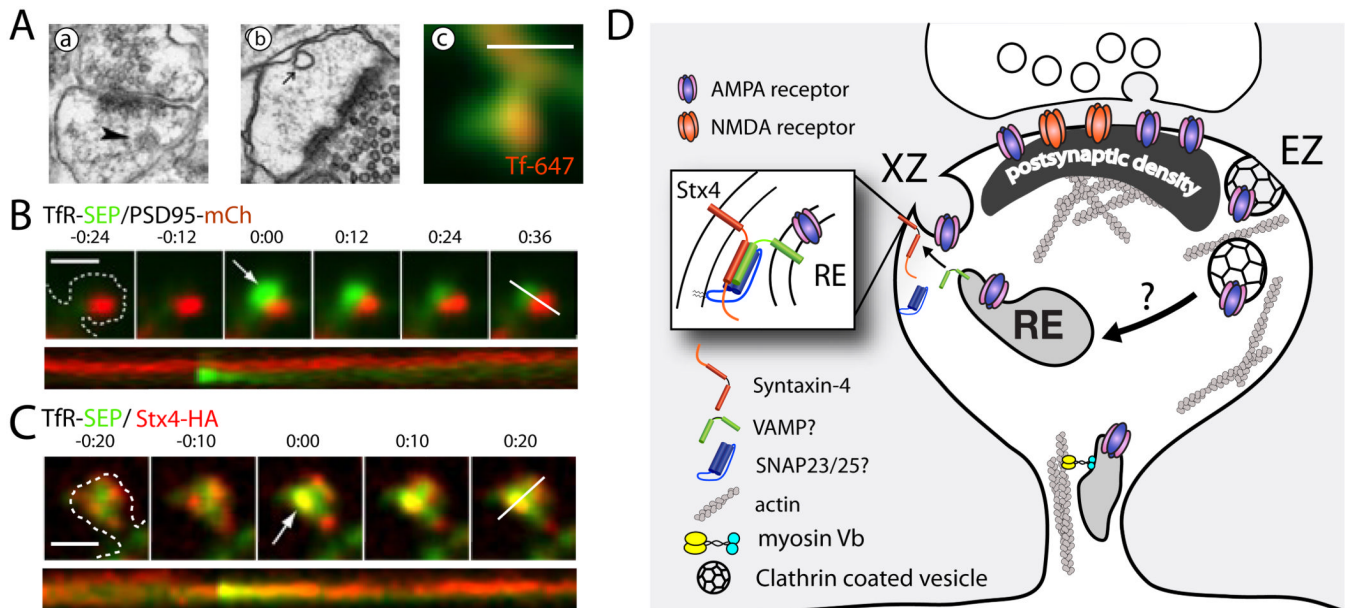 A
a
b
c
Tf-647
B
TfR-SEP/PSD95-mCh
-0:24 -0:12 0:00 0:12 0:24 0:36
C
TfR-SEP/ Stx4-HA
-0:20 -0:10 0:00 0:10 0:20
D
AMPA receptor
NMDA receptor
XZ
EZ
postsynaptic density
Stx4
RE
RE
?
Syntaxin-4
VAMP?
SNAP23/25?
actin
myosin Vb
Clathrin coated vesicle